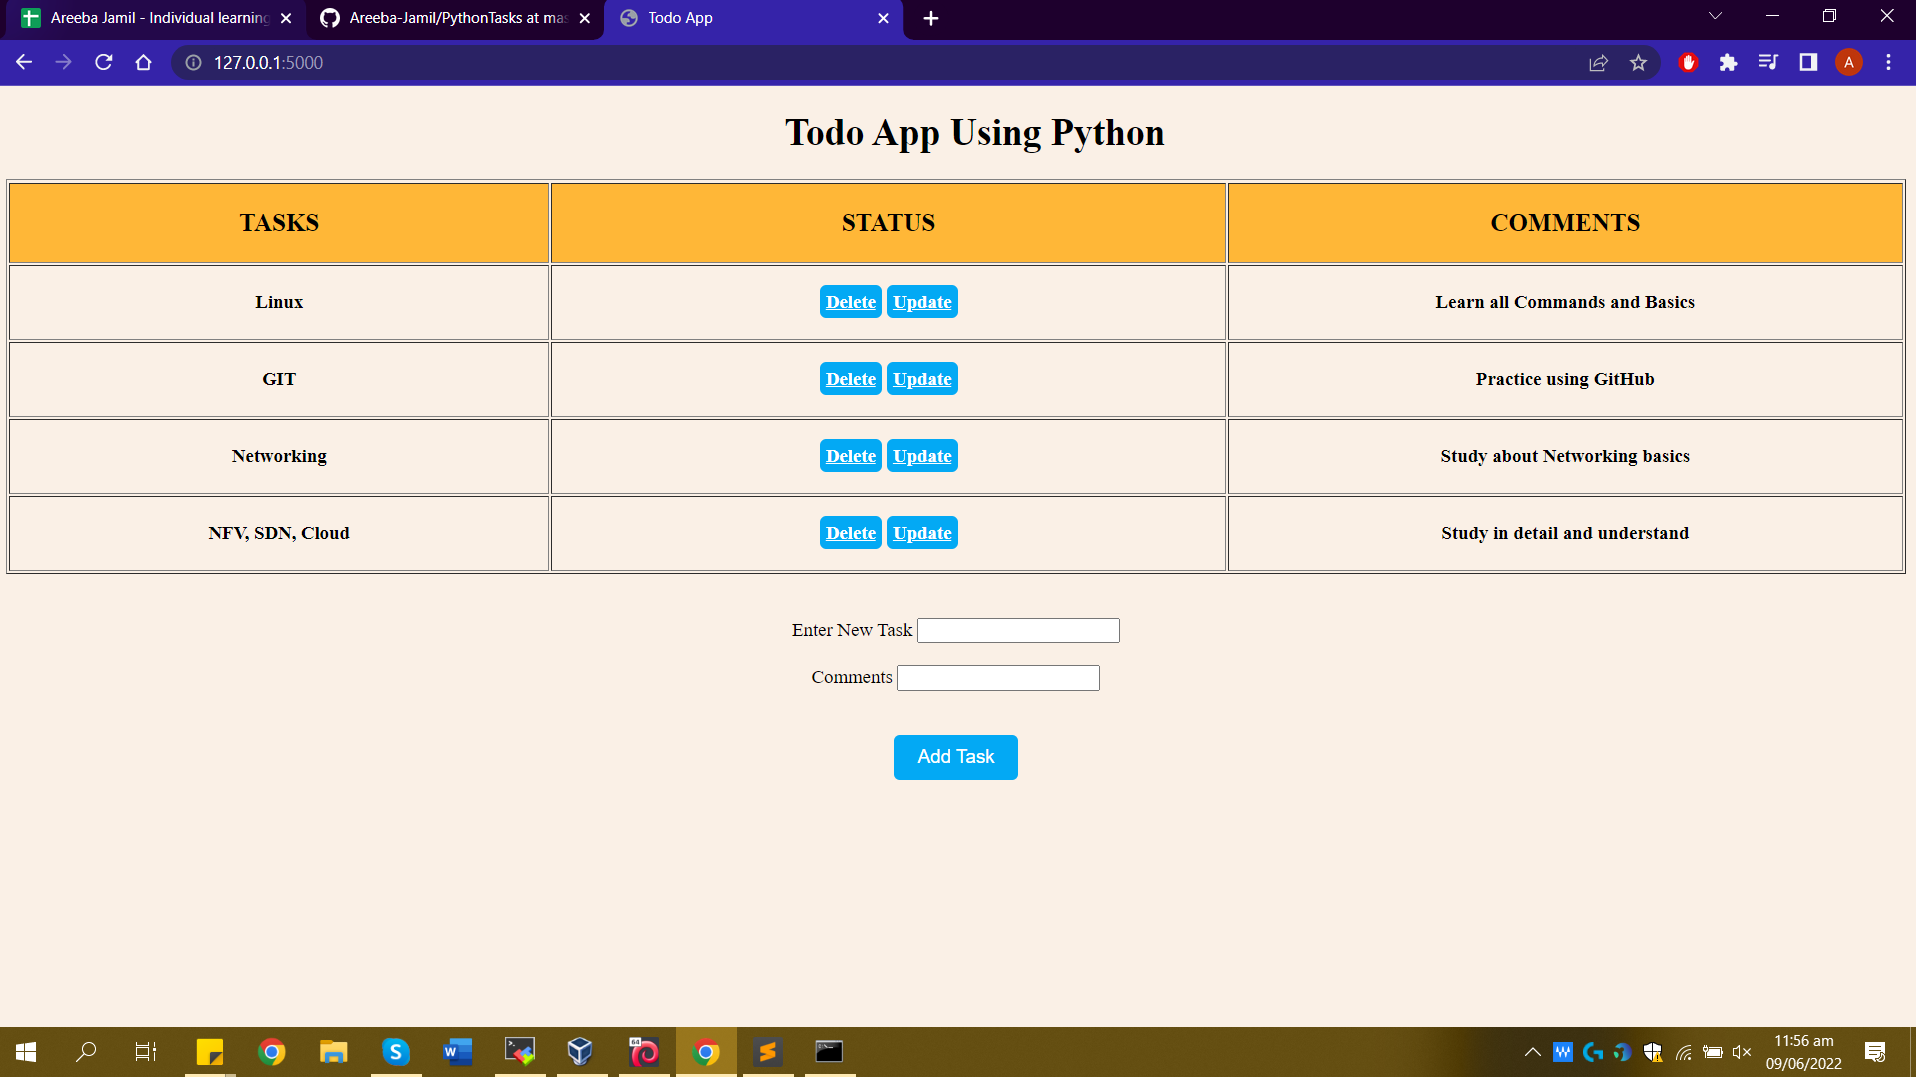 Areeba Jamil - Individual learning
Areeba-Jamil/PythonTasks at mas
Todo App
127.0.0.1:5000
A
Todo App Using Python
TASKS STATUS COMMENTS
Linux Delete Update Learn all Commands and Basics
GIT Delete Update Practice using GitHub
Networking Delete Update Study about Networking basics
NFV, SDN, Cloud Delete Update Study in detail and understand
Enter New Task
Comments
Add Task
11:56 am
09/06/2022